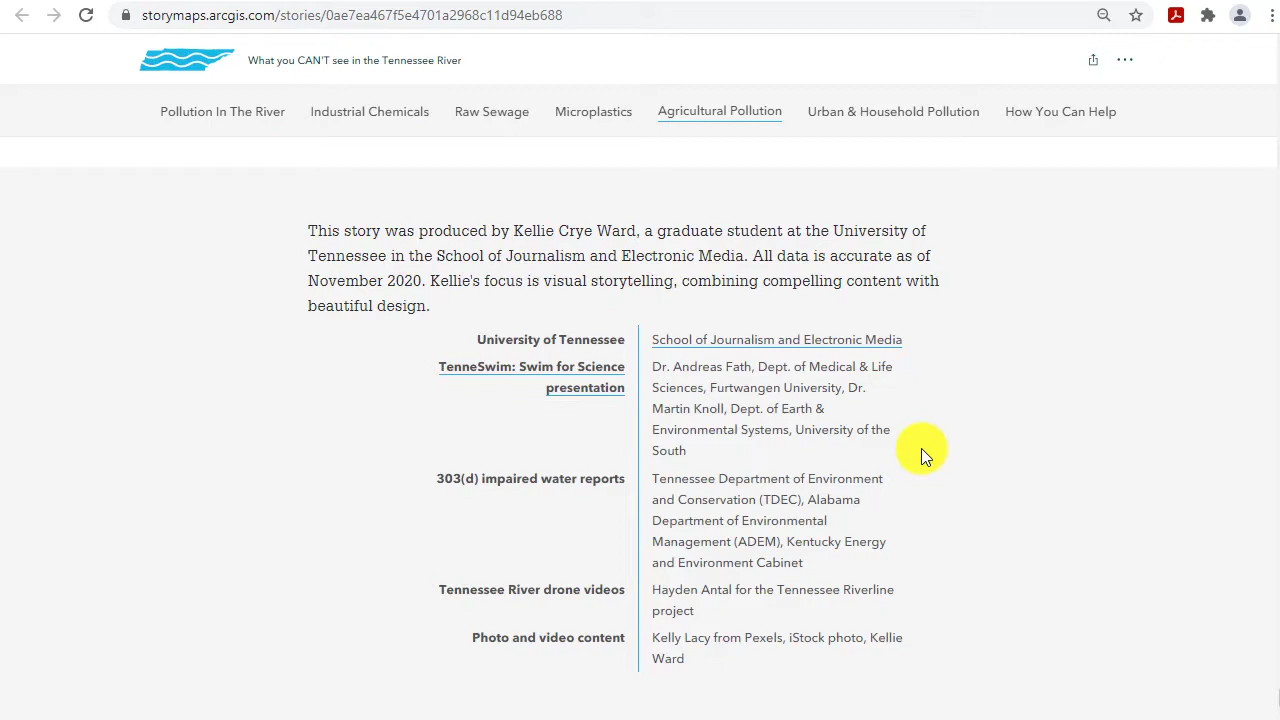 storymaps.arcgis.com/stories/0ae7ea467f5e4701a2968c11d94eb688
What you CAN'T see in the Tennessee River
Pollution In The River Industrial Chemicals Raw Sewage Microplastics Agricultural Pollution Urban & Household Pollution How You Can Help
This story was produced by Kellie Crye Ward, a graduate student at the University of
Tennessee in the School of Journalism and Electronic Media. All data is accurate as of
November 2020. Kellie's focus is visual storytelling, combining compelling content with
beautiful design.
University of Tennessee School of Journalism and Electronic Media
TenneSwim: Swim for Science Dr. Andreas Fath, Dept. of Medical & Life
presentation Sciences, Furtwangen University, Dr.
Martin Knoll, Dept. of Earth &
Environmental Systems, University of the
South
303(d) impaired water reports Tennessee Department of Environment
and Conservation (TDEC), Alabama
Department of Environmental
Management (ADEM), Kentucky Energy
and Environment Cabinet
Tennessee River drone videos Hayden Antal for the Tennessee Riverline
project
Photo and video content Kelly Lacy from Pexels, iStock photo, Kellie
Ward